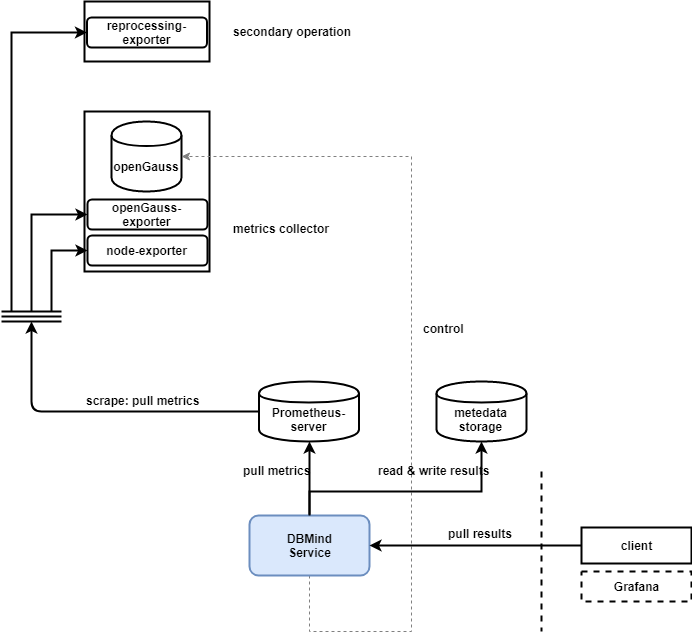 reprocessing-
exporter
secondary operation
openGauss
openGauss-
exporter
metrics collector
node-exporter
control
scrape: pull metrics
Prometheus-
server
metedata
storage
pull metrics
read & write results
DBMind
Service
pull results
client
Grafana